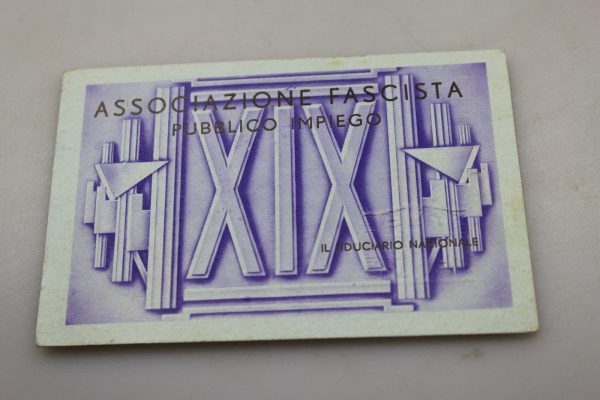 ASSOCIAZIONE FASCISTA
PUBBLICO IMPIEGO
XIX
IL FIDUCIARIO NAZIONALE